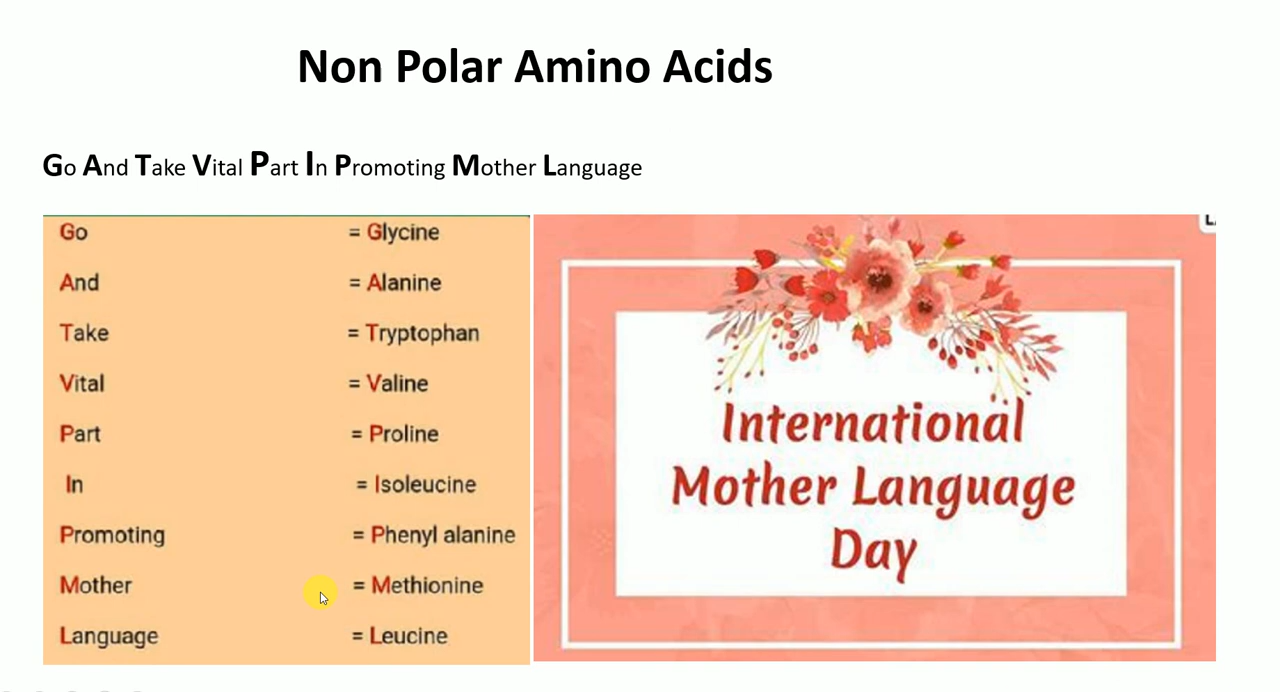 Non Polar Amino Acids
Go And Take Vital Part In Promoting Mother Language
Go = Glycine
And = Alanine
Take = Tryptophan
Vital = Valine
Part = Proline
In = Isoleucine
Promoting = Phenyl alanine
Mother = Methionine
Language = Leucine
International
Mother Language
Day